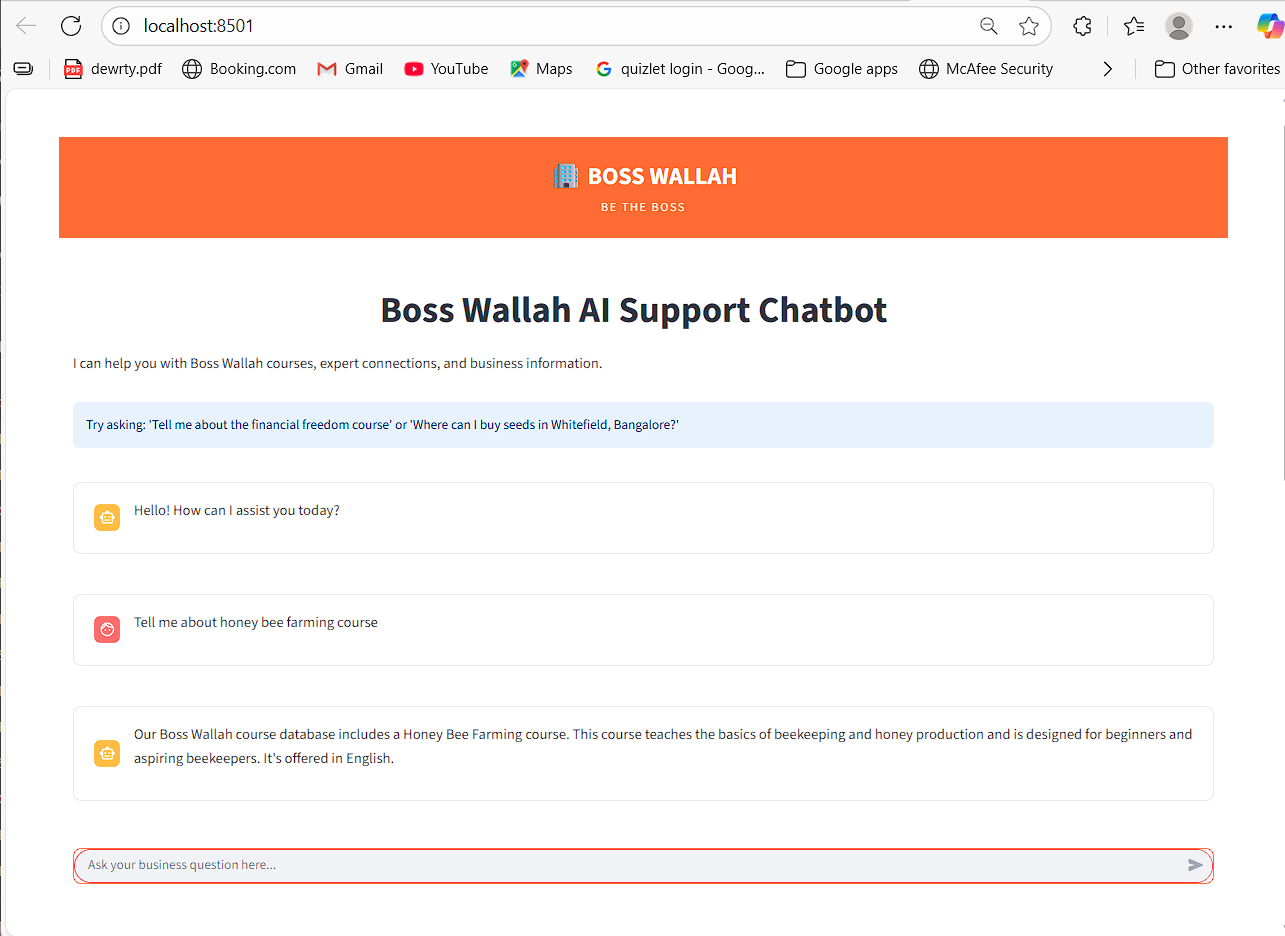 localhost:8501
dewrty.pdf Booking.com Gmail YouTube Maps quizlet login - Goog... Google apps McAfee Security Other favorites
BOSS WALLAH
BE THE BOSS
Boss Wallah AI Support Chatbot
I can help you with Boss Wallah courses, expert connections, and business information.
Try asking: 'Tell me about the financial freedom course' or 'Where can I buy seeds in Whitefield, Bangalore?'
Hello! How can I assist you today?
Tell me about honey bee farming course
Our Boss Wallah course database includes a Honey Bee Farming course. This course teaches the basics of beekeeping and honey production and is designed for beginners and
aspiring beekeepers. It's offered in English.
Ask your business question here...